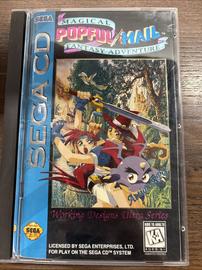 SEGA
MAGICAL
POPFUL MAIL
FANTASY ADVENTURE
SEGA CD
Working Designs Ultra Series
LICENSED BY SEGA ENTERPRISES, LTD.
FOR PLAY ON THE SEGA CD™ SYSTEM
SEGA